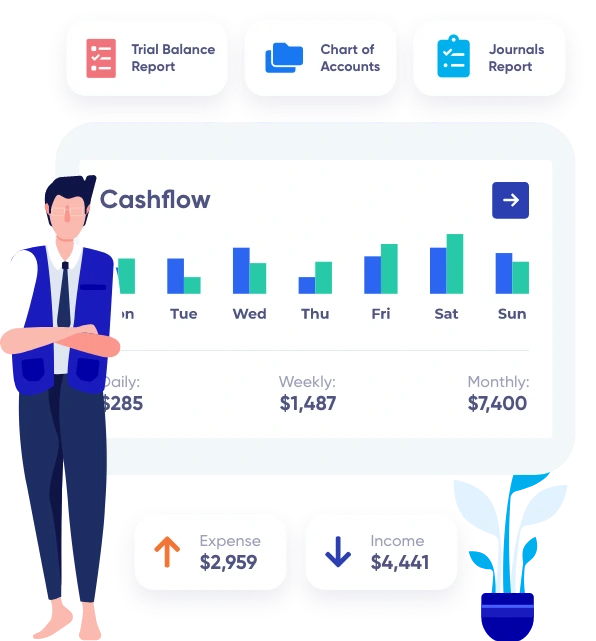 Trial Balance
Report
Chart of
Accounts
Journals
Report
Cashflow
on
Tue
Wed
Thu
Fri
Sat
Sun
Daily:
$285
Weekly:
$1,487
Monthly:
$7,400
Expense
$2,959
Income
$4,441